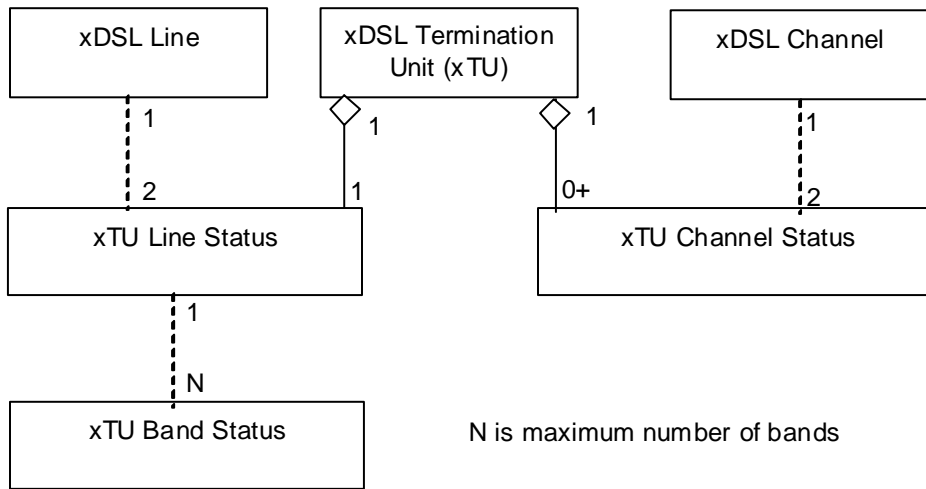 xDSL Line
xDSL Termination
Unit (xTU)
xDSL Channel
1
1
1
1
2
1
0+
2
xTU Line Status
xTU Channel Status
1
N
xTU Band Status
N is maximum number of bands